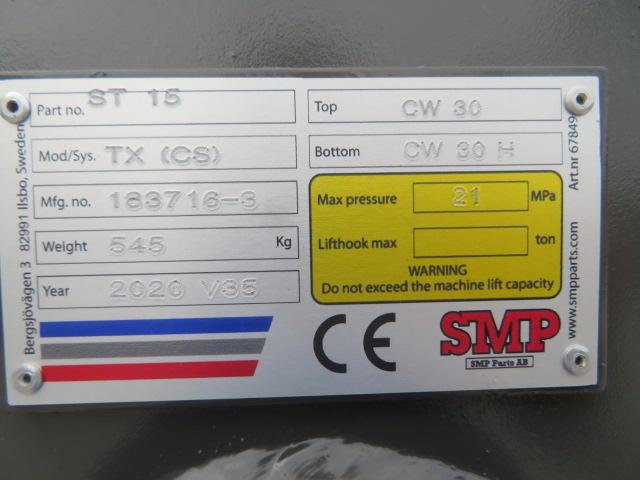 Part no. ST 15
Mod/Sys. TX (CS)
Mfg. no. 183716-3
Weight 545 Kg
Year 2020 V35
Top CW 30
Bottom CW 30 H
Max pressure 21 MPa
Lifthook max ton
WARNING
Do not exceed the machine lift capacity
CE
SMP
SMP Parts AB
Bergsjövägen 3 82991 Ilsbo, Sweden
www.smpparts.com
Art.nr 67849